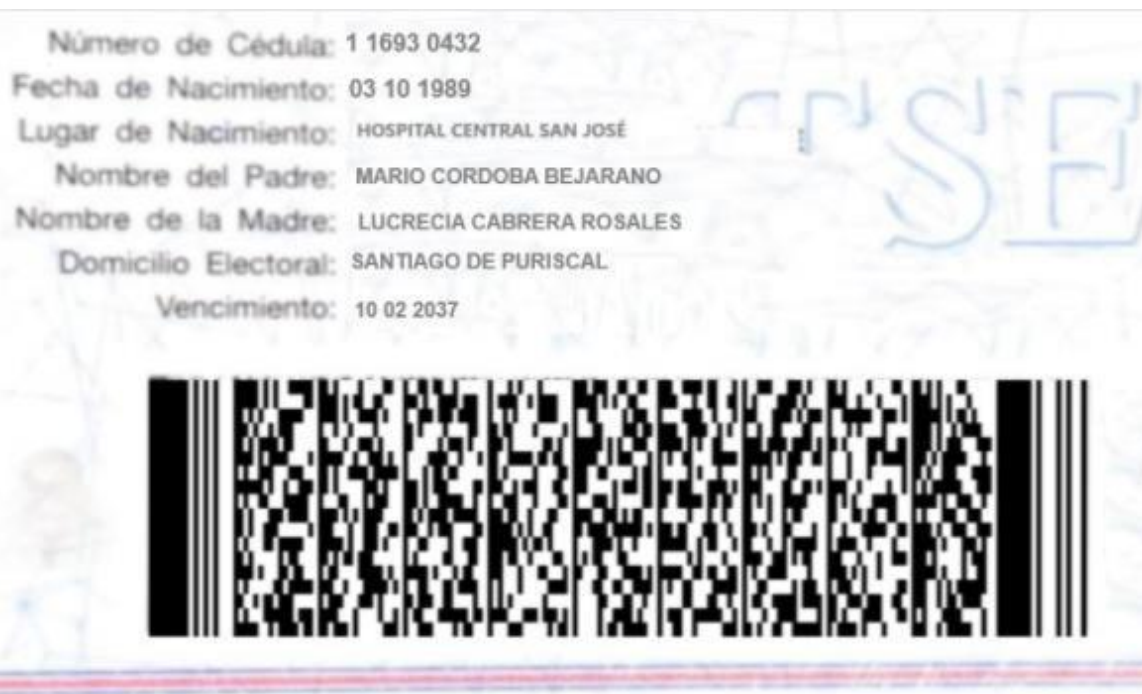 Número de Cédula: 1 1693 0432
Fecha de Nacimiento: 03 10 1989
Lugar de Nacimiento: HOSPITAL CENTRAL SAN JOSÉ
Nombre del Padre: MARIO CORDOBA BEJARANO
Nombre de la Madre: LUCRECIA CABRERA ROSALES
Domicilio Electoral: SANTIAGO DE PURISCAL
Vencimiento: 10 02 2037
TSE